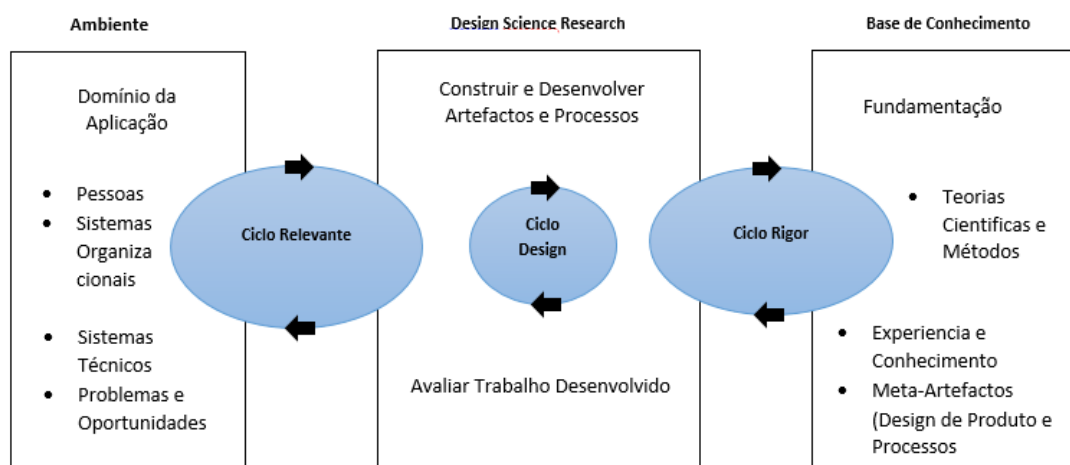 Ambiente
Domínio da
Aplicação
• Pessoas
• Sistemas
Organiza
cionais
• Sistemas
Técnicos
• Problemas e
Oportunidades
Ciclo Relevante
Design Science Research
Construir e Desenvolver
Artefactos e Processos
Ciclo
Design
Avaliar Trabalho Desenvolvido
Ciclo Rigor
Base de Conhecimento
Fundamentação
• Teorias
Cientificas e
Métodos
• Experiencia e
Conhecimento
• Meta-Artefactos
(Design de Produto e
Processos